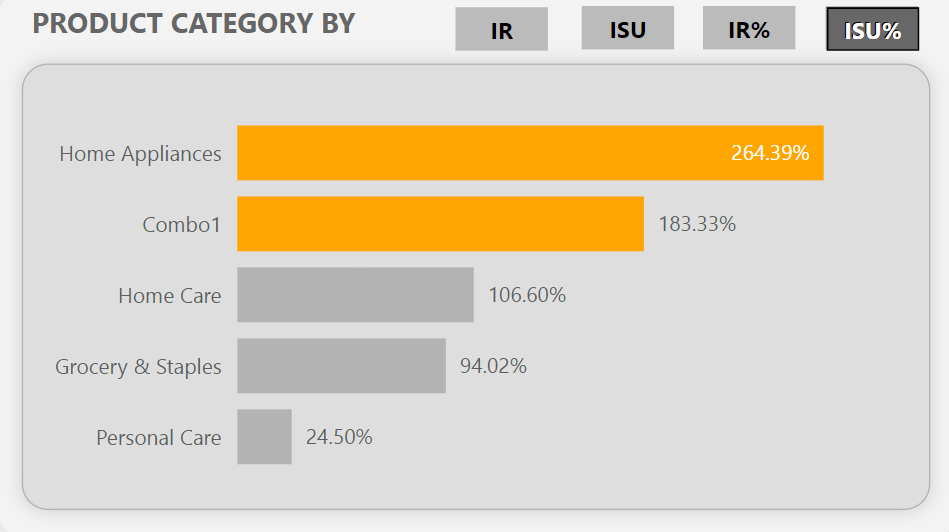 PRODUCT CATEGORY BY
IR
ISU
IR%
ISU%
Home Appliances 264.39%
Combo1 183.33%
Home Care 106.60%
Grocery & Staples 94.02%
Personal Care 24.50%